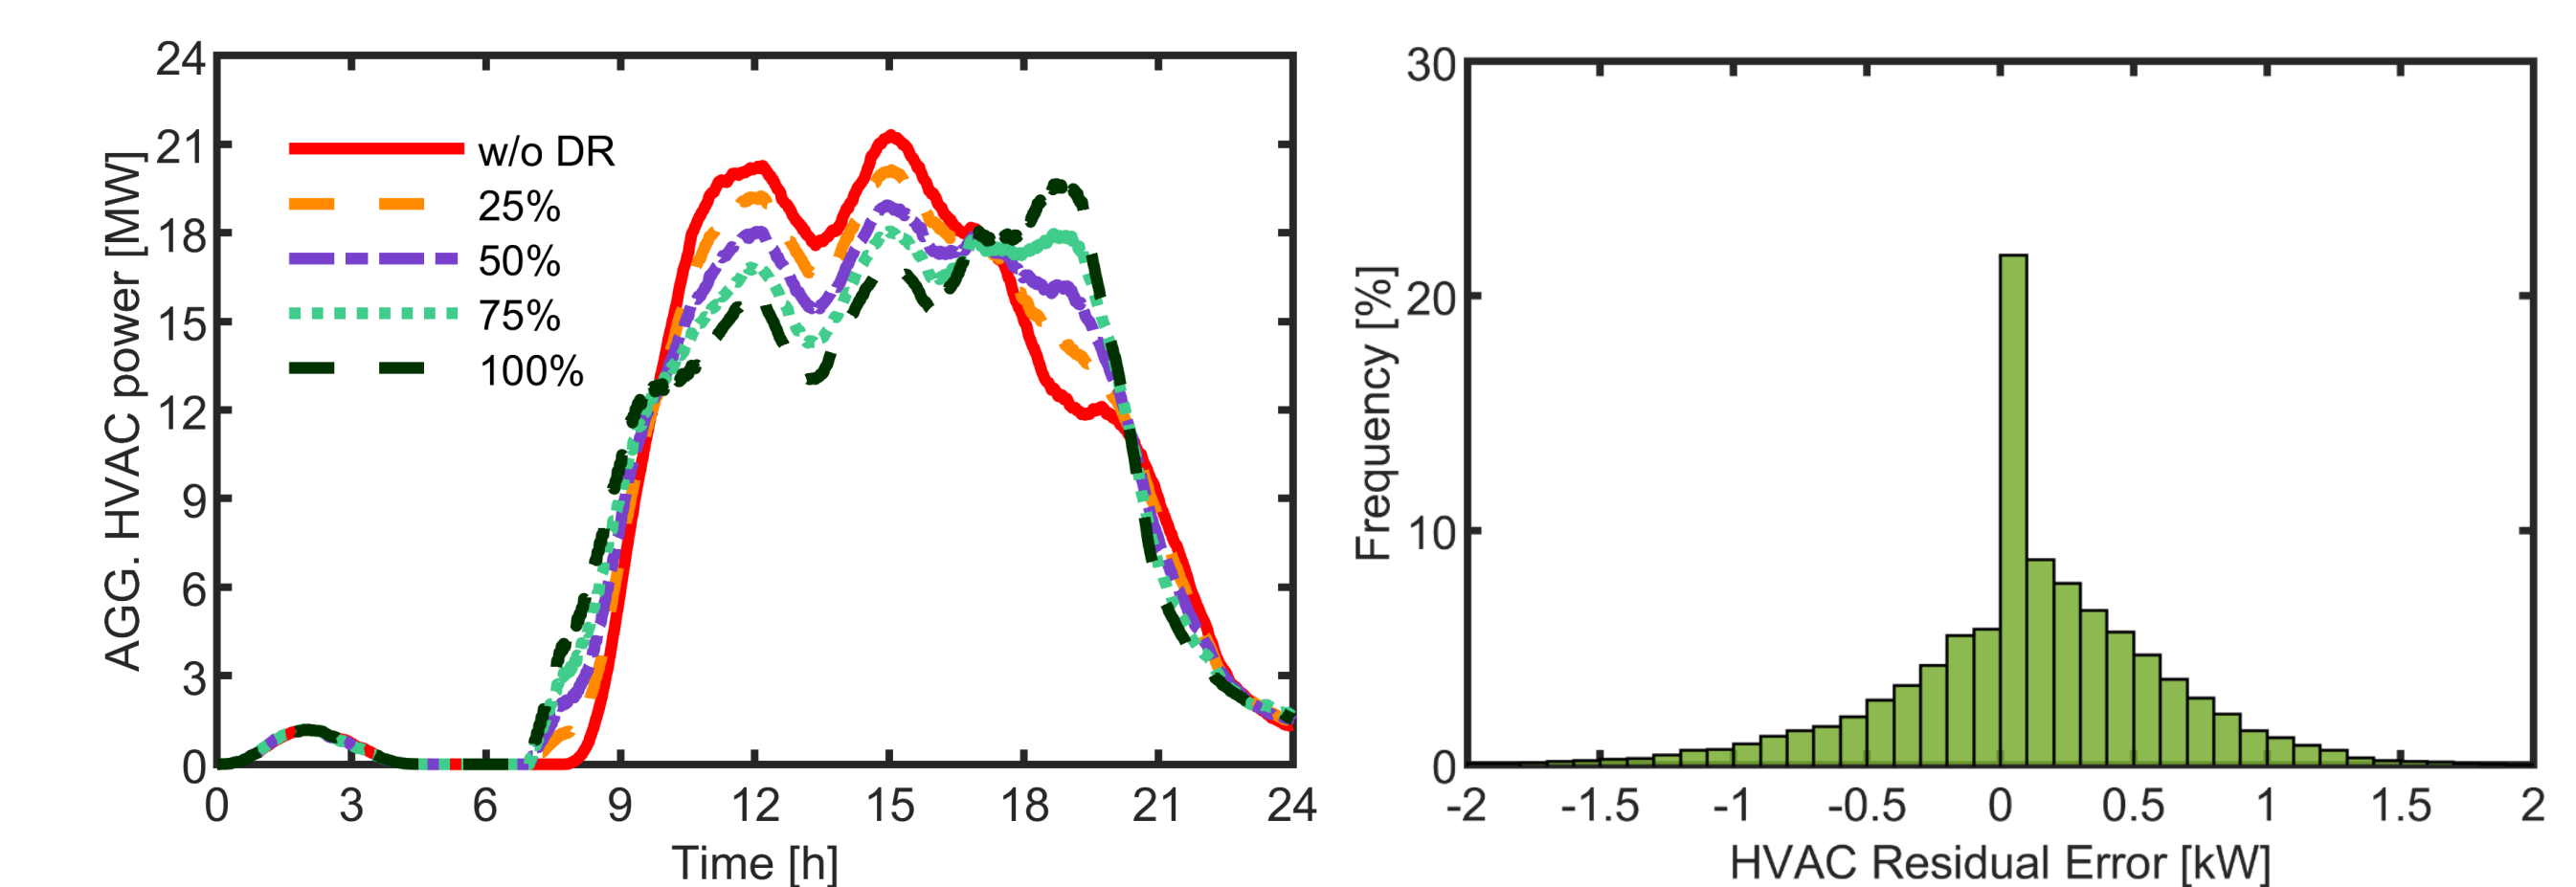 AGG. HVAC power [MW]
24
21
18
15
12
9
6
3
0
w/o DR
25%
50%
75%
100%
0 3 6 9 12 15 18 21 24
Time [h]
Frequency [%]
30
20
10
0
-2 -1.5 -1 -0.5 0 0.5 1 1.5 2
HVAC Residual Error [kW]